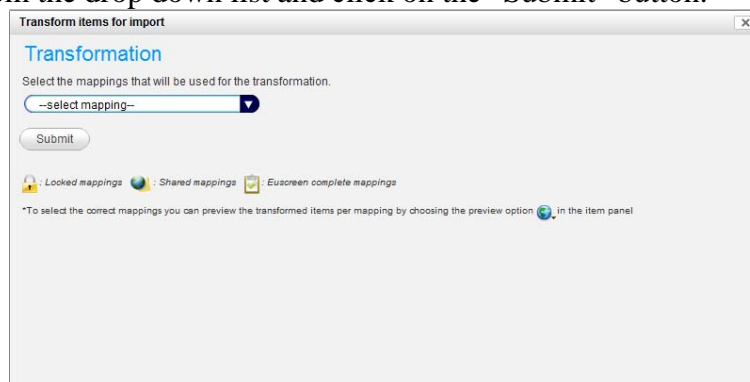 in the drop down list and click on the "Submit" button.
Transform items for import
Transformation
Select the mappings that will be used for the transformation.
--select mapping--
Submit
: Locked mappings : Shared mappings : Euscreen complete mappings
*To select the correct mappings you can preview the transformed items per mapping by choosing the preview option , in the item panel